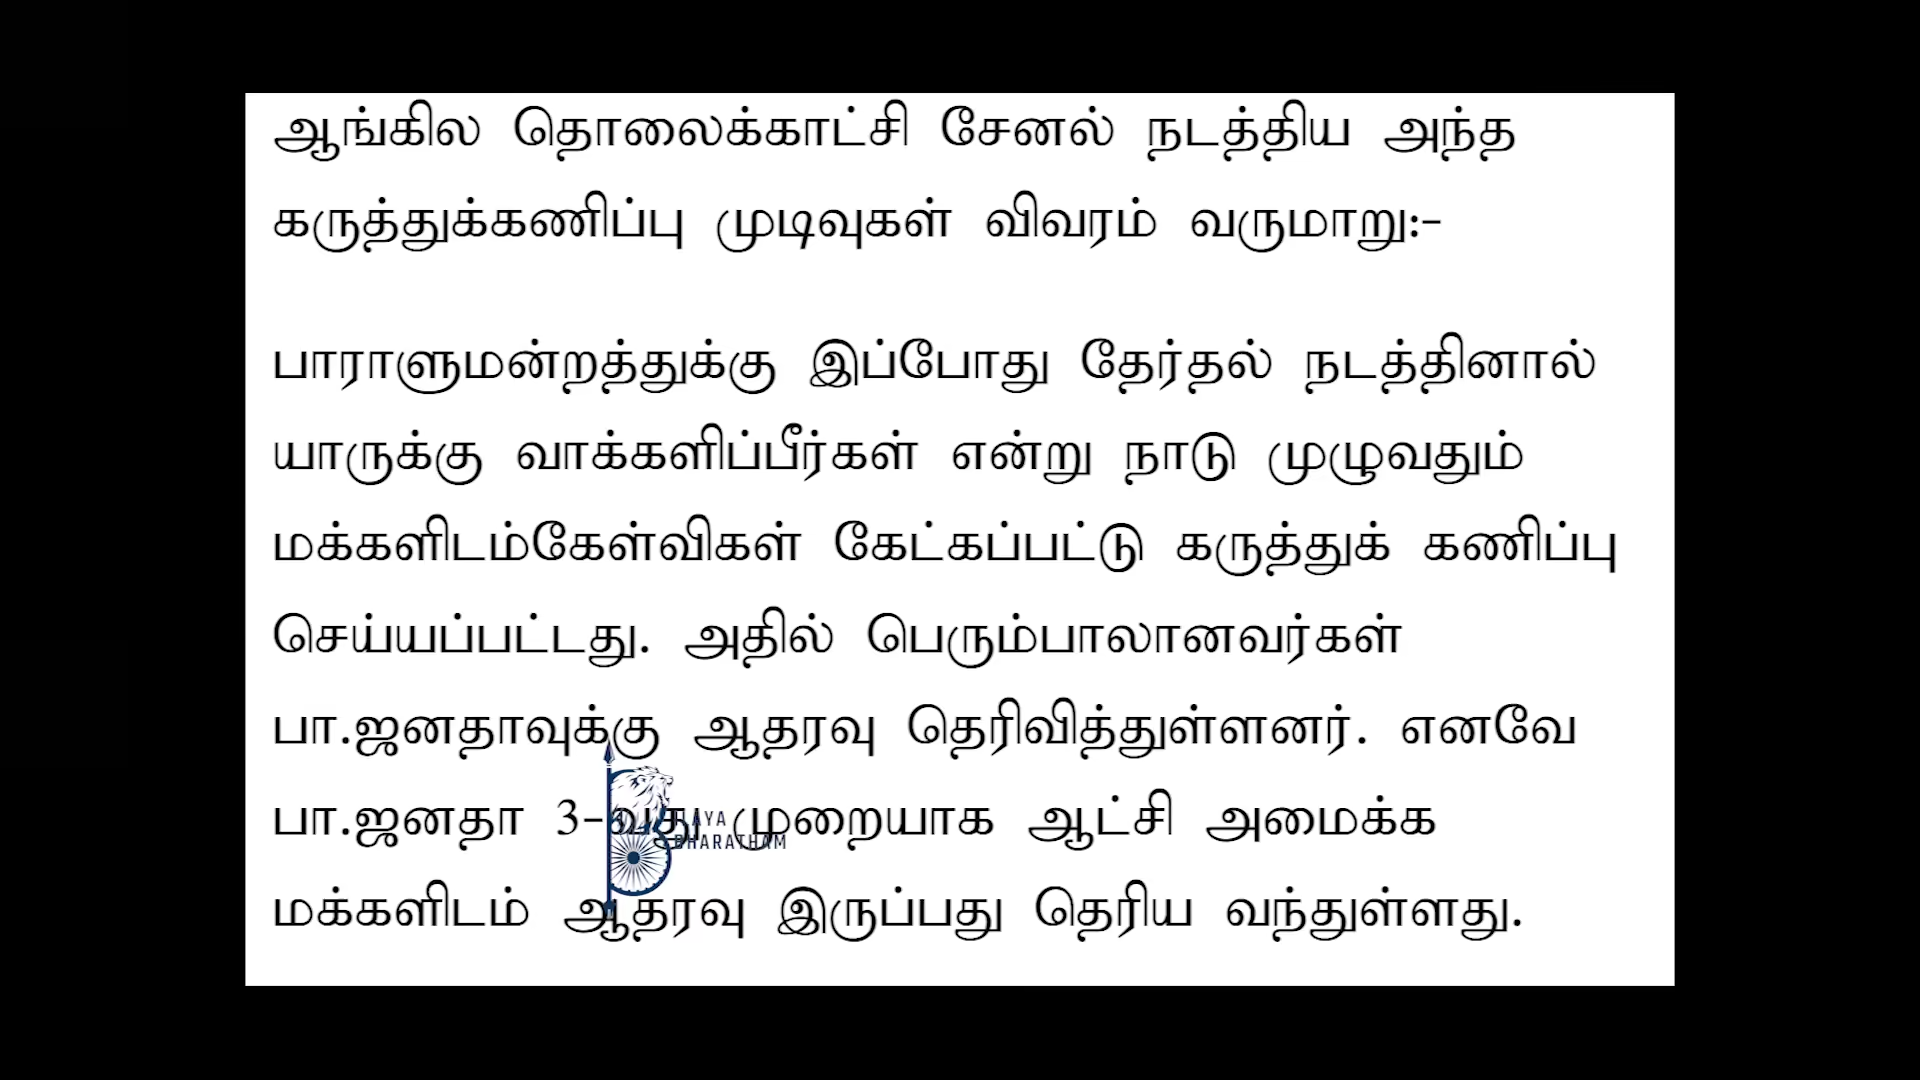 ஆங்கில தொலைக்காட்சி சேனல் நடத்திய அந்த
கருத்துக்கணிப்பு முடிவுகள் விவரம் வருமாறு:-
பாராளுமன்றத்துக்கு இப்போது தேர்தல் நடத்தினால்
யாருக்கு வாக்களிப்பீர்கள் என்று நாடு முழுவதும்
மக்களிடம்கேள்விகள் கேட்கப்பட்டு கருத்துக் கணிப்பு
செய்யப்பட்டது. அதில் பெரும்பாலானவர்கள்
பா.ஜனதாவுக்கு ஆதரவு தெரிவித்துள்ளனர். எனவே
பா.ஜனதா 3-வது முறையாக ஆட்சி அமைக்க
BHARATHAM
மக்களிடம் ஆதரவு இருப்பது தெரிய வந்துள்ளது.